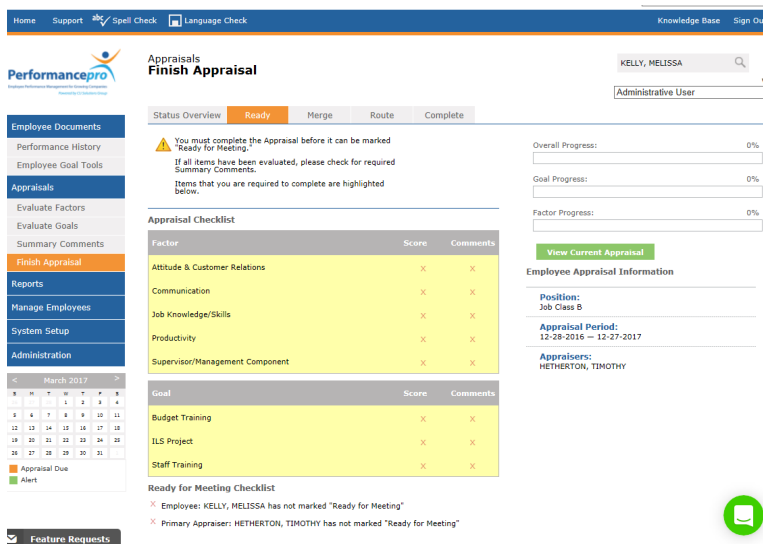 Home Support abc Spell Check Language Check Knowledge Base Sign Ou
Performancepro
Appraisals
Finish Appraisal
KELLY, MELISSA
Administrative User
Employee Documents
Performance History
Employee Goal Tools
Appraisals
Evaluate Factors
Evaluate Goals
Summary Comments
Finish Appraisal
Reports
Manage Employees
System Setup
Administration
< March 2017 >
S M T W T F S
1 2 3 4
5 6 7 8 9 10 11
12 13 14 15 16 17 18
19 20 21 22 23 24 25
26 27 28 29 30 31
Appraisal Due
Alert
Feature Requests
Status Overview Ready Merge Route Complete
You must complete the Appraisal before it can be marked
"Ready for Meeting."
If all items have been evaluated, please check for required
Summary Comments.
Items that you are required to complete are highlighted
below.
Appraisal Checklist
Factor Score Comments
Attitude & Customer Relations X X
Communication X X
Job Knowledge/Skills X X
Productivity X X
Supervisor/Management Component X X
Goal Score Comments
Budget Training X X
ILS Project X X
Staff Training X X
Ready for Meeting Checklist
X Employee: KELLY, MELISSA has not marked "Ready for Meeting"
X Primary Appraiser: HETHERTON, TIMOTHY has not marked "Ready for Meeting"
Overall Progress: 0%
Goal Progress: 0%
Factor Progress: 0%
View Current Appraisal
Employee Appraisal Information
Position:
Job Class B
Appraisal Period:
12-28-2016 — 12-27-2017
Appraisers:
HETHERTON, TIMOTHY